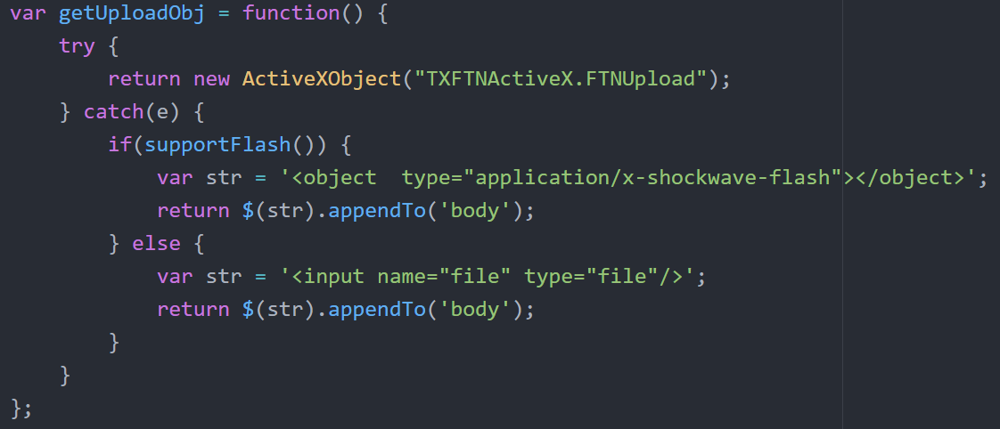 var getUploadObj = function() {
    try {
        return new ActiveXObject("TXFTNActiveX.FTNUpload");
    } catch(e) {
        if(supportFlash()) {
            var str = '<object  type="application/x-shockwave-flash"></object>';
            return $(str).appendTo('body');
        } else {
            var str = '<input name="file" type="file"/>';
            return $(str).appendTo('body');
        }
    }
};